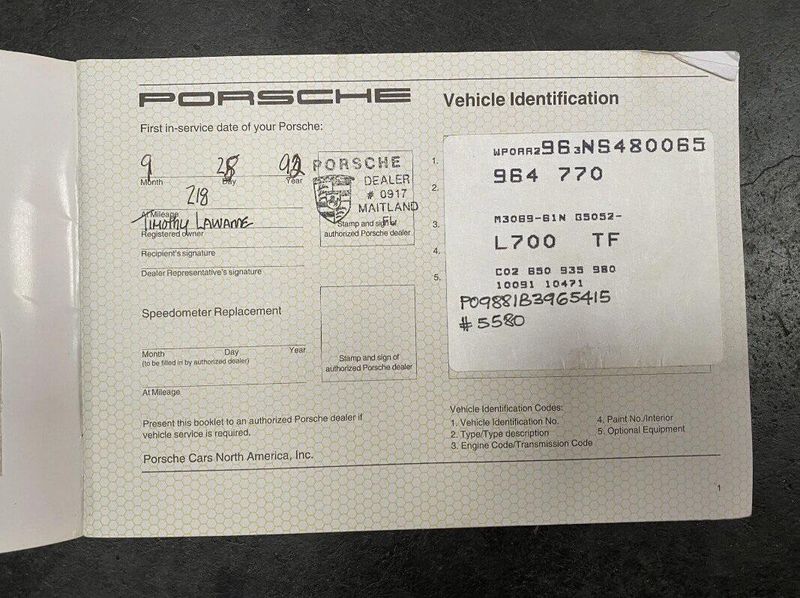 PORSCHE
Vehicle Identification
First in-service date of your Porsche:
9 28 92
Month Day Year
218
At Mileage
Timothy Lawanne
Registered owner
Recipient's signature
Dealer Representative's signature
PORSCHE
DEALER
# 0917
MAITLAND
FL
Stamp and sign of
authorized Porsche dealer
Speedometer Replacement
Month Day Year
(to be filled in by authorized dealer)
At Mileage
Stamp and sign of
authorized Porsche dealer
Present this booklet to an authorized Porsche dealer if
vehicle service is required.
Porsche Cars North America, Inc.
1.
2.
3.
4.
5.
WP0AA2963NS480065
964 770
M3069-61N G5052-
L700 TF
C02 650 535 980
10091 10471
P09881B3965415
#5580
Vehicle Identification Codes:
1. Vehicle Identification No.
2. Type/Type description
3. Engine Code/Transmission Code
4. Paint No./Interior
5. Optional Equipment
1